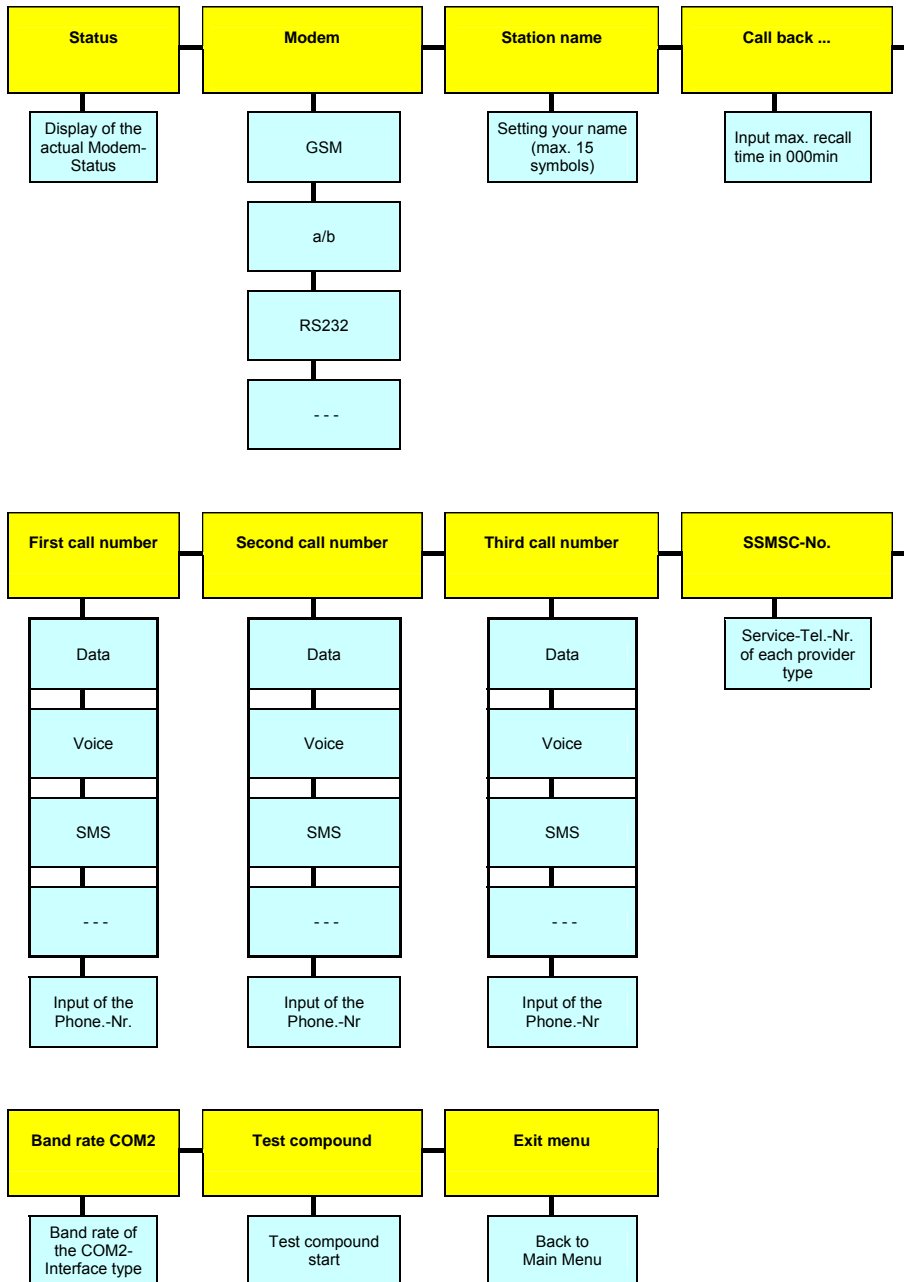 Status
Modem
Station name
Call back ...
Display of the
actual Modem-
Status
GSM
a/b
RS232
- - -
Setting your name
(max. 15
symbols)
Input max. recall
time in 000min
First call number
Second call number
Third call number
SSMSC-No.
Data
Voice
SMS
- - -
Input of the
Phone.-Nr.
Data
Voice
SMS
- - -
Input of the
Phone.-Nr
Data
Voice
SMS
- - -
Input of the
Phone.-Nr
Service-Tel.-Nr.
of each provider
type
Band rate COM2
Test compound
Exit menu
Band rate of
the COM2-
Interface type
Test compound
start
Back to
Main Menu